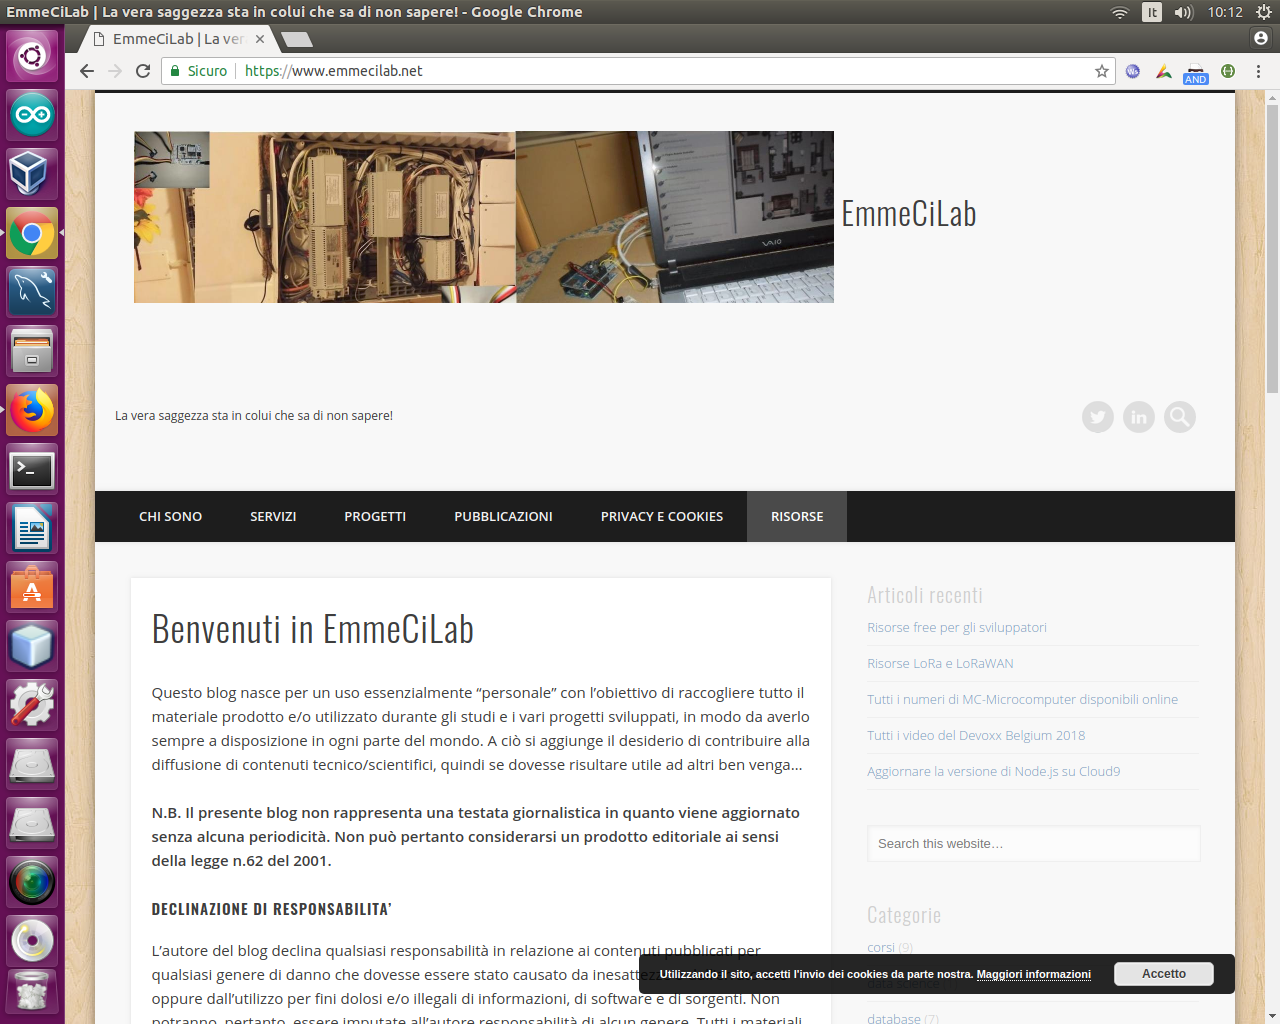 EmmeCiLab | La vera saggezza sta in colui che sa di non sapere! - Google Chrome
It
10:12
EmmeCiLab | La ver
Sicuro
https://www.emmecilab.net
AND
VAIO
EmmeCiLab
La vera saggezza sta in colui che sa di non sapere!
CHI SONO
SERVIZI
PROGETTI
PUBBLICAZIONI
PRIVACY E COOKIES
RISORSE
Benvenuti in EmmeCiLab
Questo blog nasce per un uso essenzialmente “personale” con l’obiettivo di raccogliere tutto il
materiale prodotto e/o utilizzato durante gli studi e i vari progetti sviluppati, in modo da averlo
sempre a disposizione in ogni parte del mondo. A ciò si aggiunge il desiderio di contribuire alla
diffusione di contenuti tecnico/scientifici, quindi se dovesse risultare utile ad altri ben venga…
N.B. Il presente blog non rappresenta una testata giornalistica in quanto viene aggiornato
senza alcuna periodicità. Non può pertanto considerarsi un prodotto editoriale ai sensi
della legge n.62 del 2001.
DECLINAZIONE DI RESPONSABILITA’
L’autore del blog declina qualsiasi responsabilità in relazione ai contenuti pubblicati per
qualsiasi genere di danno che dovesse essere stato causato da
oppure dall’utilizzo per fini dolosi e/o illegali di informazioni, di software e di sorgenti. Non
potranno, pertanto, essere imputate all’autore responsabilità di alcun genere. Tutti i materiali
Articoli recenti
Risorse free per gli sviluppatori
Risorse LoRa e LoRaWAN
Tutti i numeri di MC-Microcomputer disponibili online
Tutti i video del Devoxx Belgium 2018
Aggiornare la versione di Node.js su Cloud9
Search this website…
Categorie
corsi (9)
database (7)
Utilizzando il sito, accetti l'invio dei cookies da parte nostra. Maggiori informazioni
Accetto